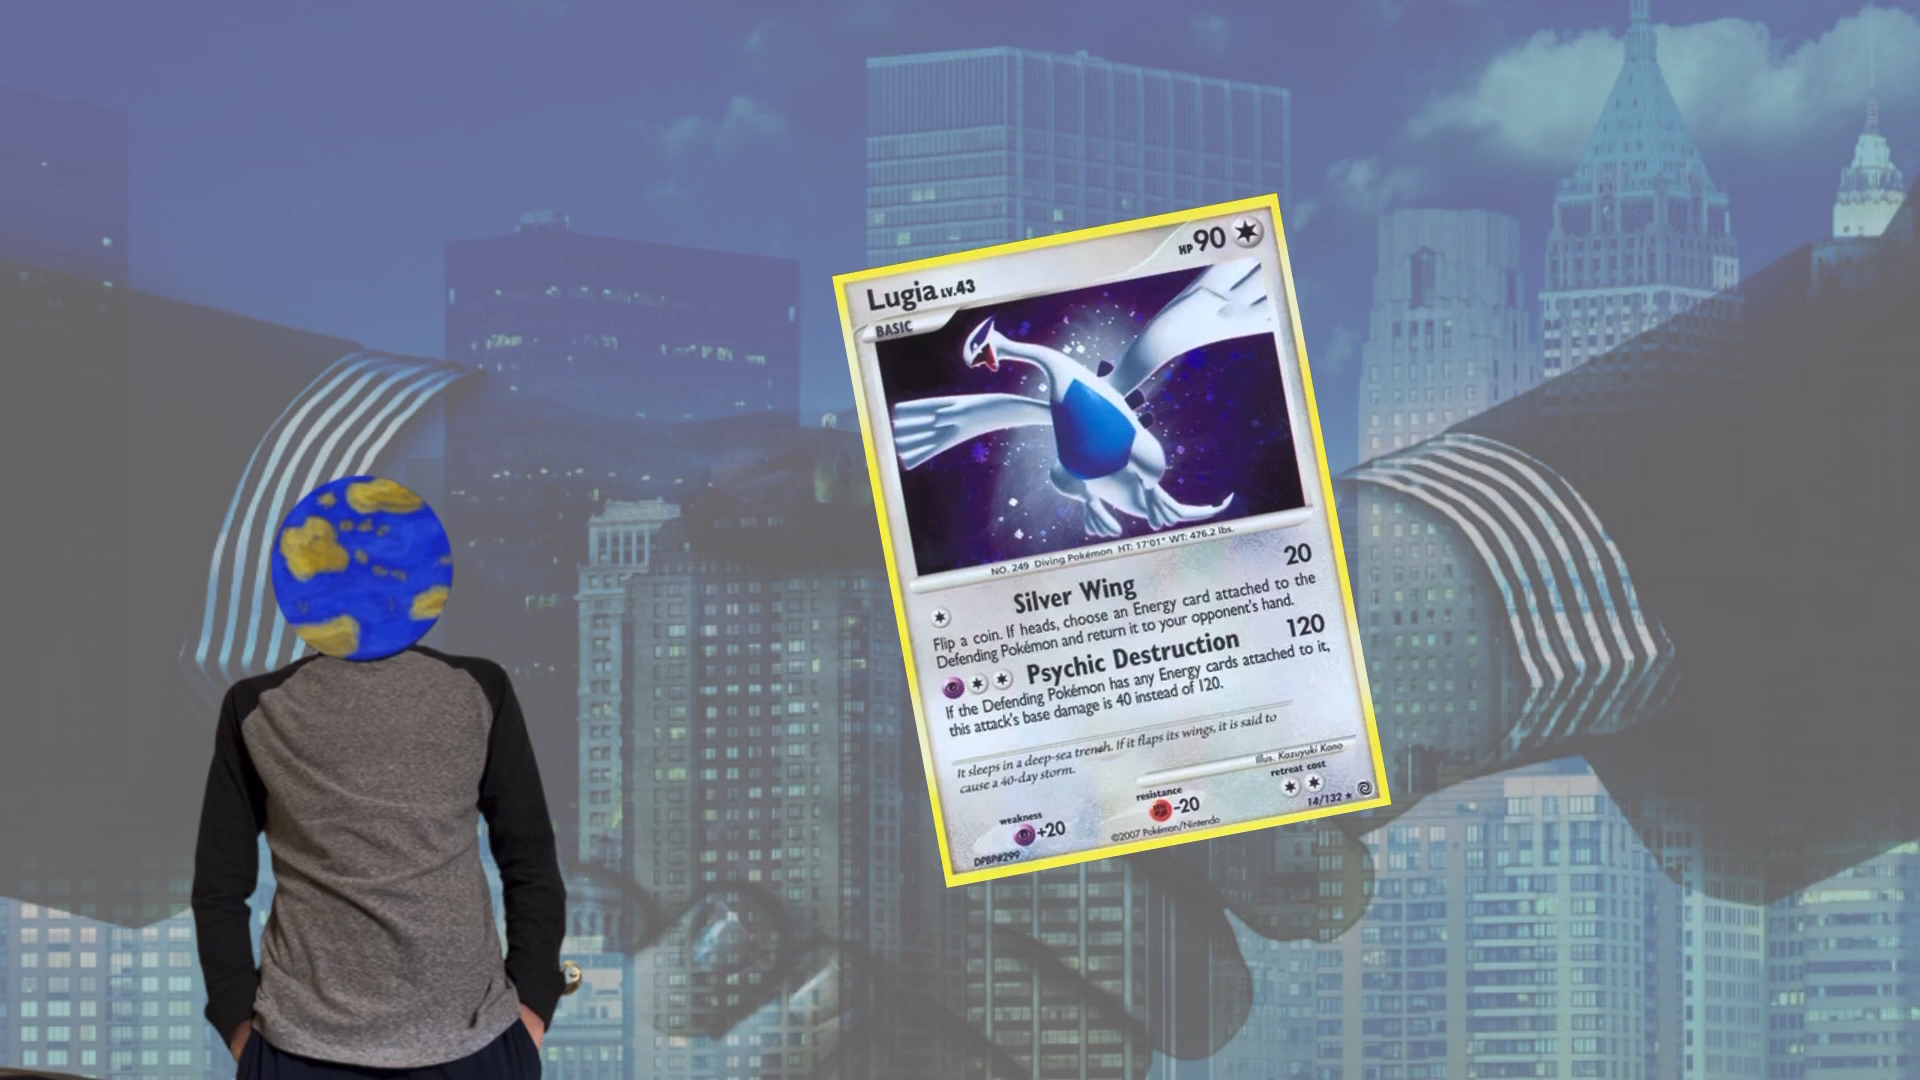 HP 90
Lugia LV.43
BASIC
NO. 249 Diving Pokémon HT: 17'01" WT: 476.2 lbs.
Silver Wing 20
Flip a coin. If heads, choose an Energy card attached to the
Defending Pokémon and return it to your opponent's hand.
Psychic Destruction 120
If the Defending Pokémon has any Energy cards attached to it,
this attack's base damage is 40 instead of 120.
It sleeps in a deep-sea trench. If it flaps its wings, it is said to
cause a 40-day storm.
Illus. Kazuyuki Kano
weakness
+20
resistance
-20
retreat cost
DPBP#299
©2007 Pokémon/Nintendo
14/132 ★